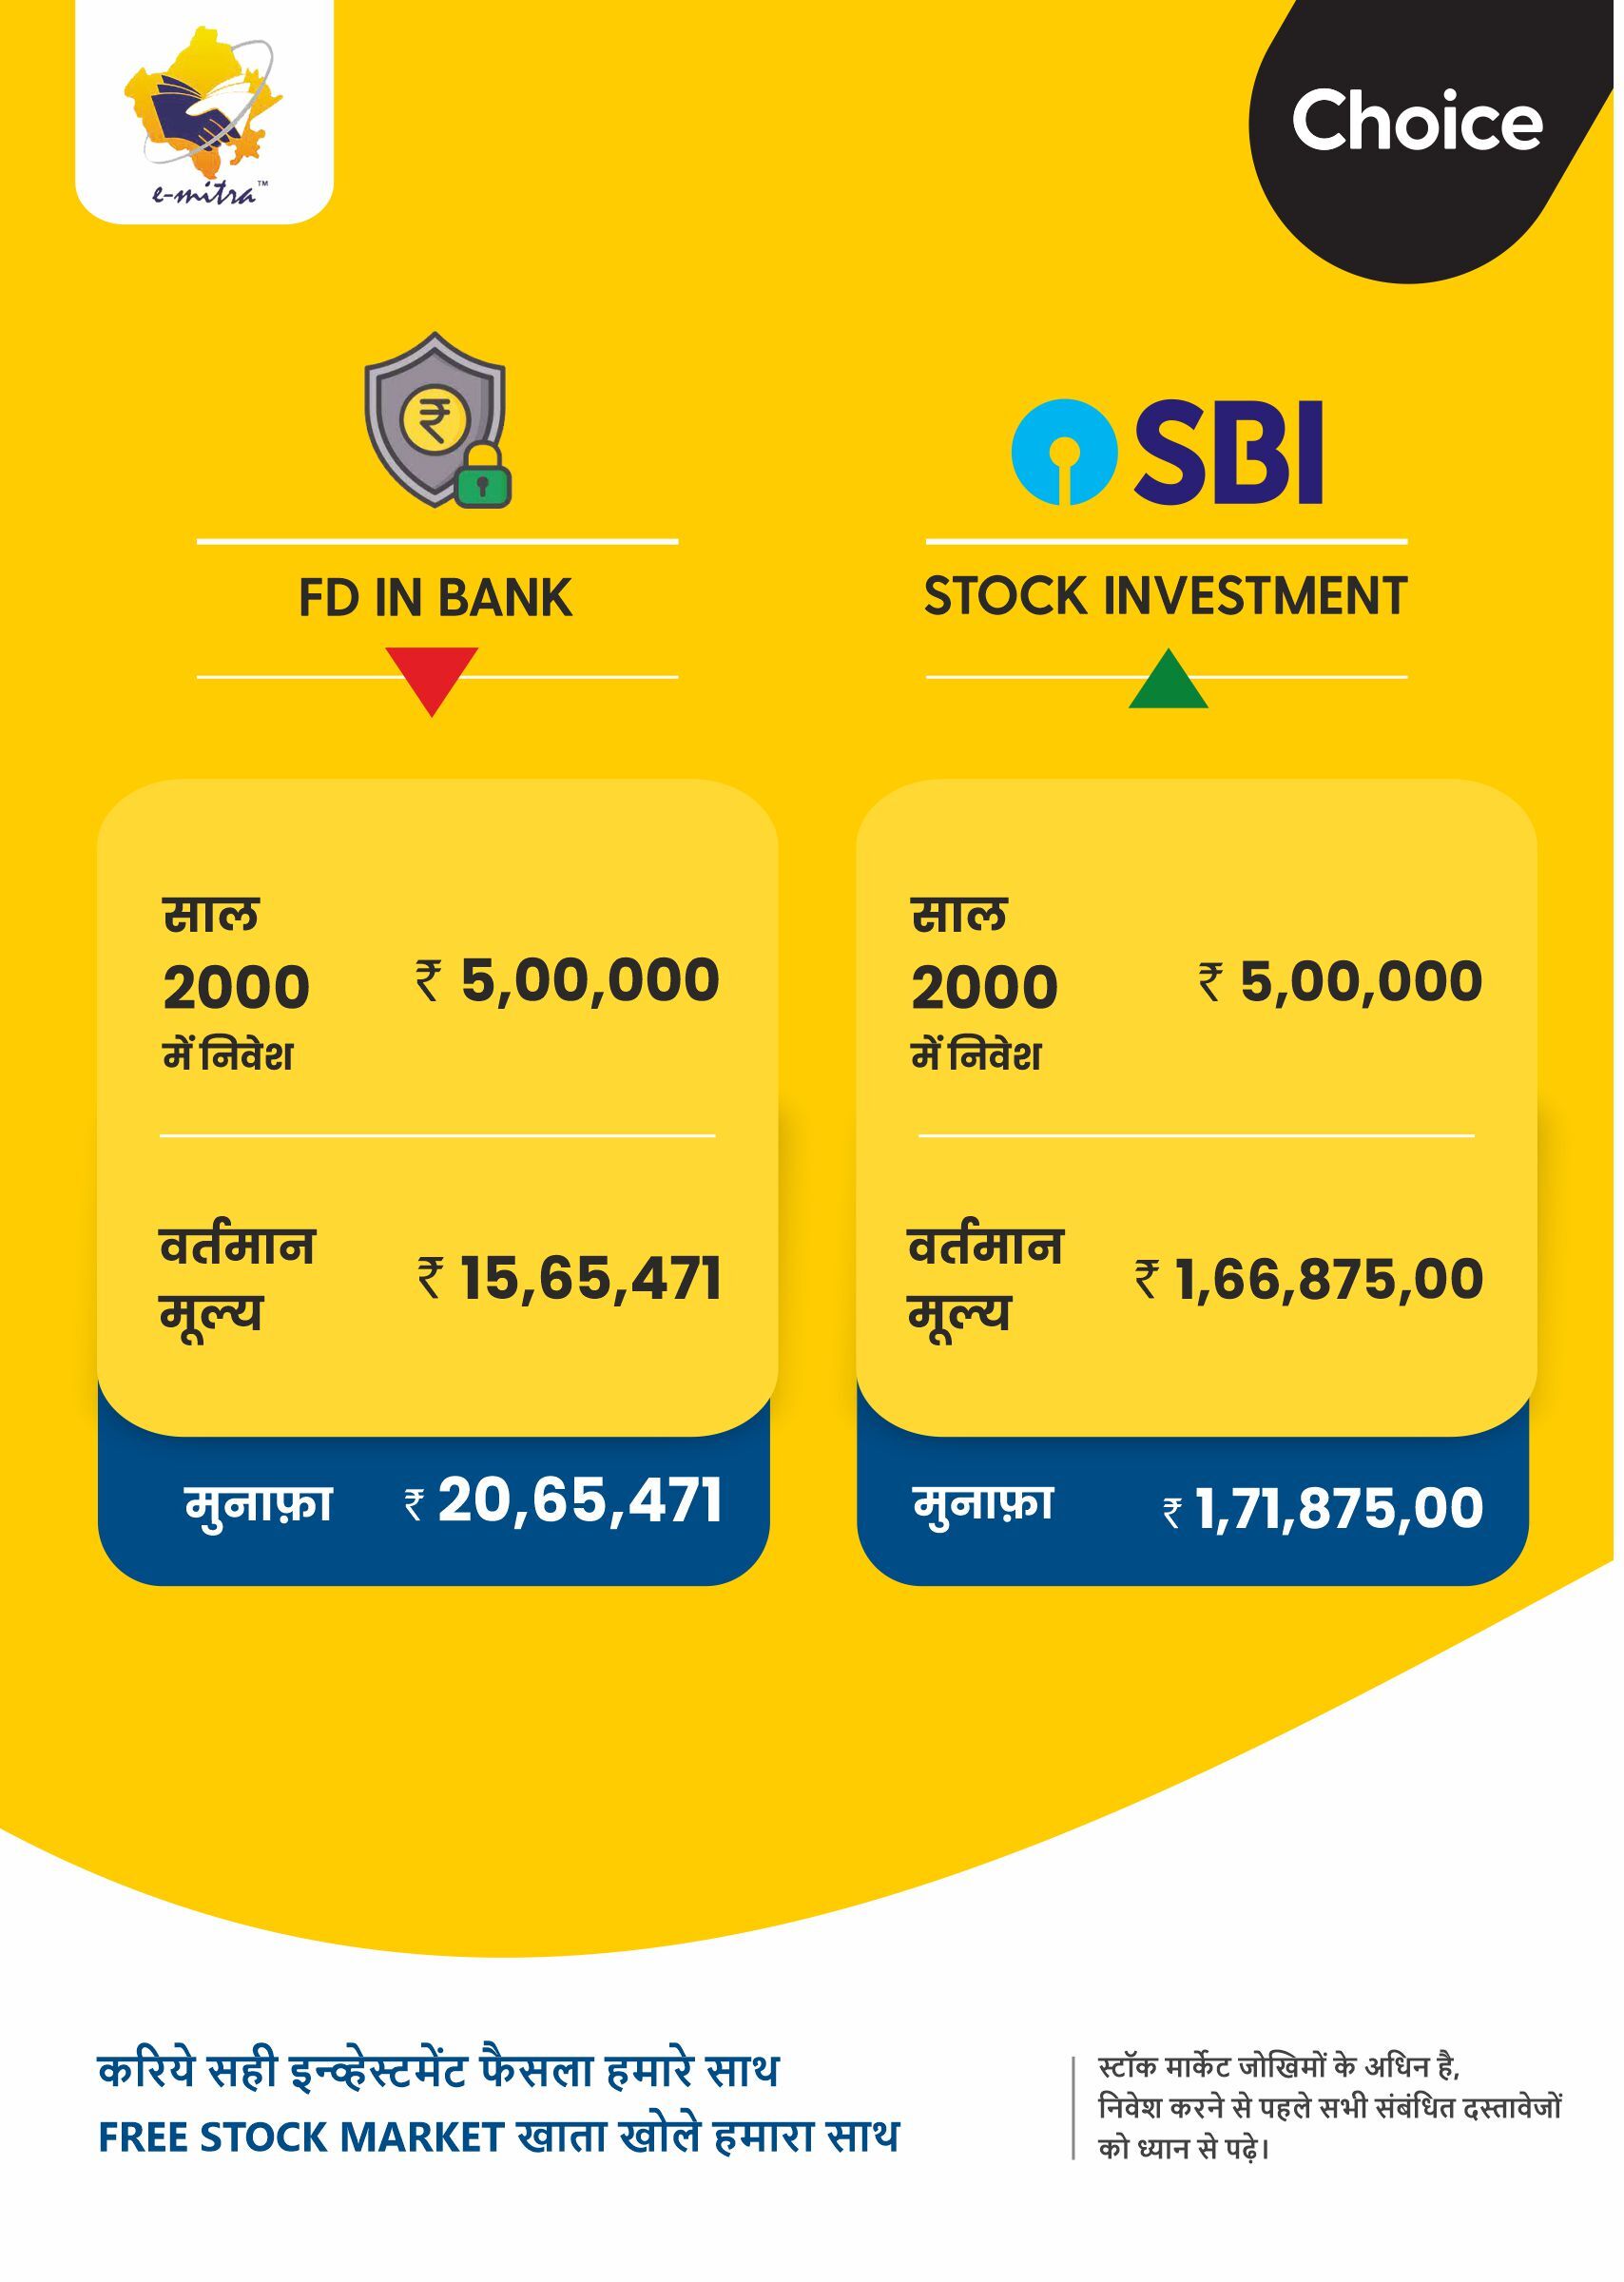 e-mitra™
Choice
SBI
FD IN BANK
STOCK INVESTMENT
साल
2000
में निवेश
₹ 5,00,000
वर्तमान
मूल्य
₹ 15,65,471
मुनाफ़ा ₹ 20,65,471
साल
2000
में निवेश
₹ 5,00,000
वर्तमान
मूल्य
₹ 1,66,875,00
मुनाफ़ा ₹ 1,71,875,00
करिये सही इन्व्हेस्टमेंट फैसला हमारे साथ
FREE STOCK MARKET खाता खोले हमारा साथ
स्टॉक मार्केट जोखिमों के अधिन है,
निवेश करने से पहले सभी संबंधित दस्तावेजों
को ध्यान से पढ़े।